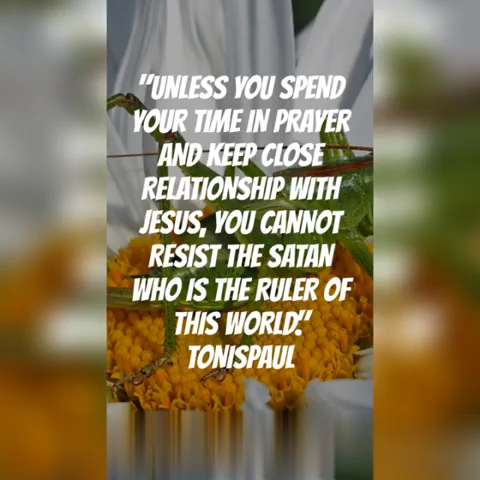 "UNLESS YOU SPEND
YOUR TIME IN PRAYER
AND KEEP CLOSE
RELATIONSHIP WITH
JESUS, YOU CANNOT
RESIST THE SATAN
WHO IS THE RULER OF
THIS WORLD."
TONISPAUL